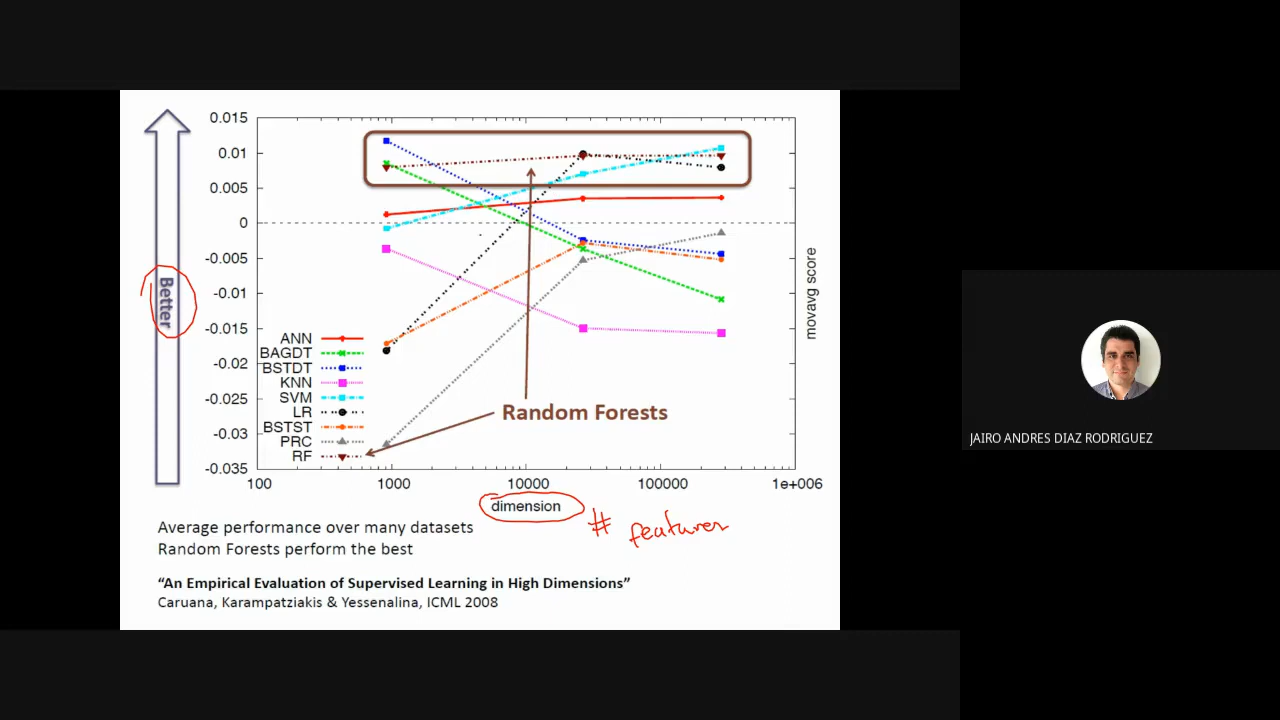 0.015
0.01
0.005
0
-0.005
-0.01
-0.015
-0.02
-0.025
-0.03
-0.035
Better
movavg score
ANN
BAGDT
BSTDT
KNN
SVM
LR
BSTST
PRC
RF
Random Forests
100 1000 10000 100000 1e+006
dimension
# features
Average performance over many datasets
Random Forests perform the best
“An Empirical Evaluation of Supervised Learning in High Dimensions”
Caruana, Karampatziakis & Yessenalina, ICML 2008
JAIRO ANDRES DIAZ RODRIGUEZ